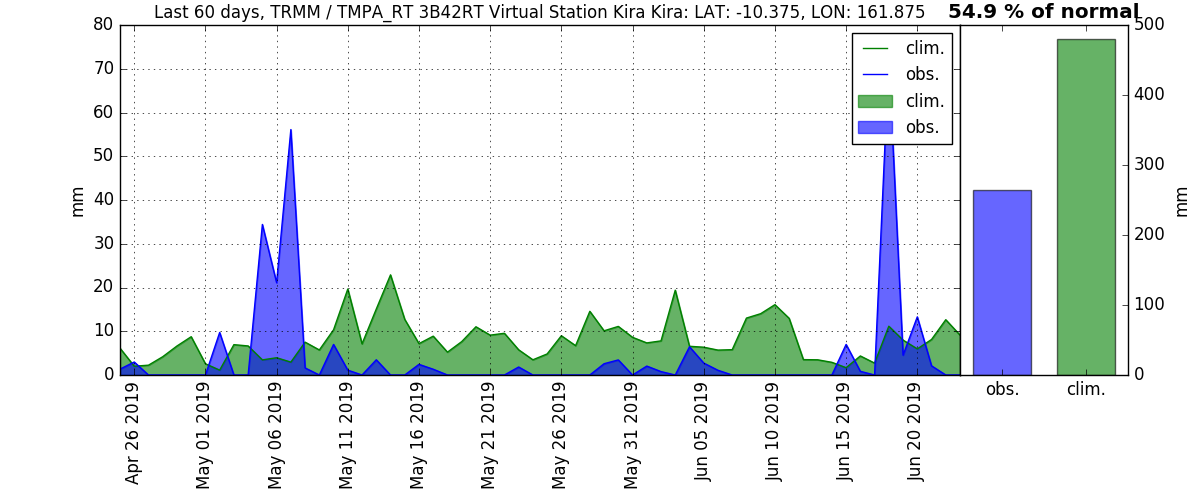 Last 60 days, TRMM / TMPA_RT 3B42RT Virtual Station Kira Kira: LAT: -10.375, LON: 161.875
54.9 % of normal
80
70
60
50
40
30
20
10
0
mm
clim.
obs.
clim.
obs.
500
400
300
200
100
0
mm
obs.
clim.
Apr 26 2019
May 01 2019
May 06 2019
May 11 2019
May 16 2019
May 21 2019
May 26 2019
May 31 2019
Jun 05 2019
Jun 10 2019
Jun 15 2019
Jun 20 2019